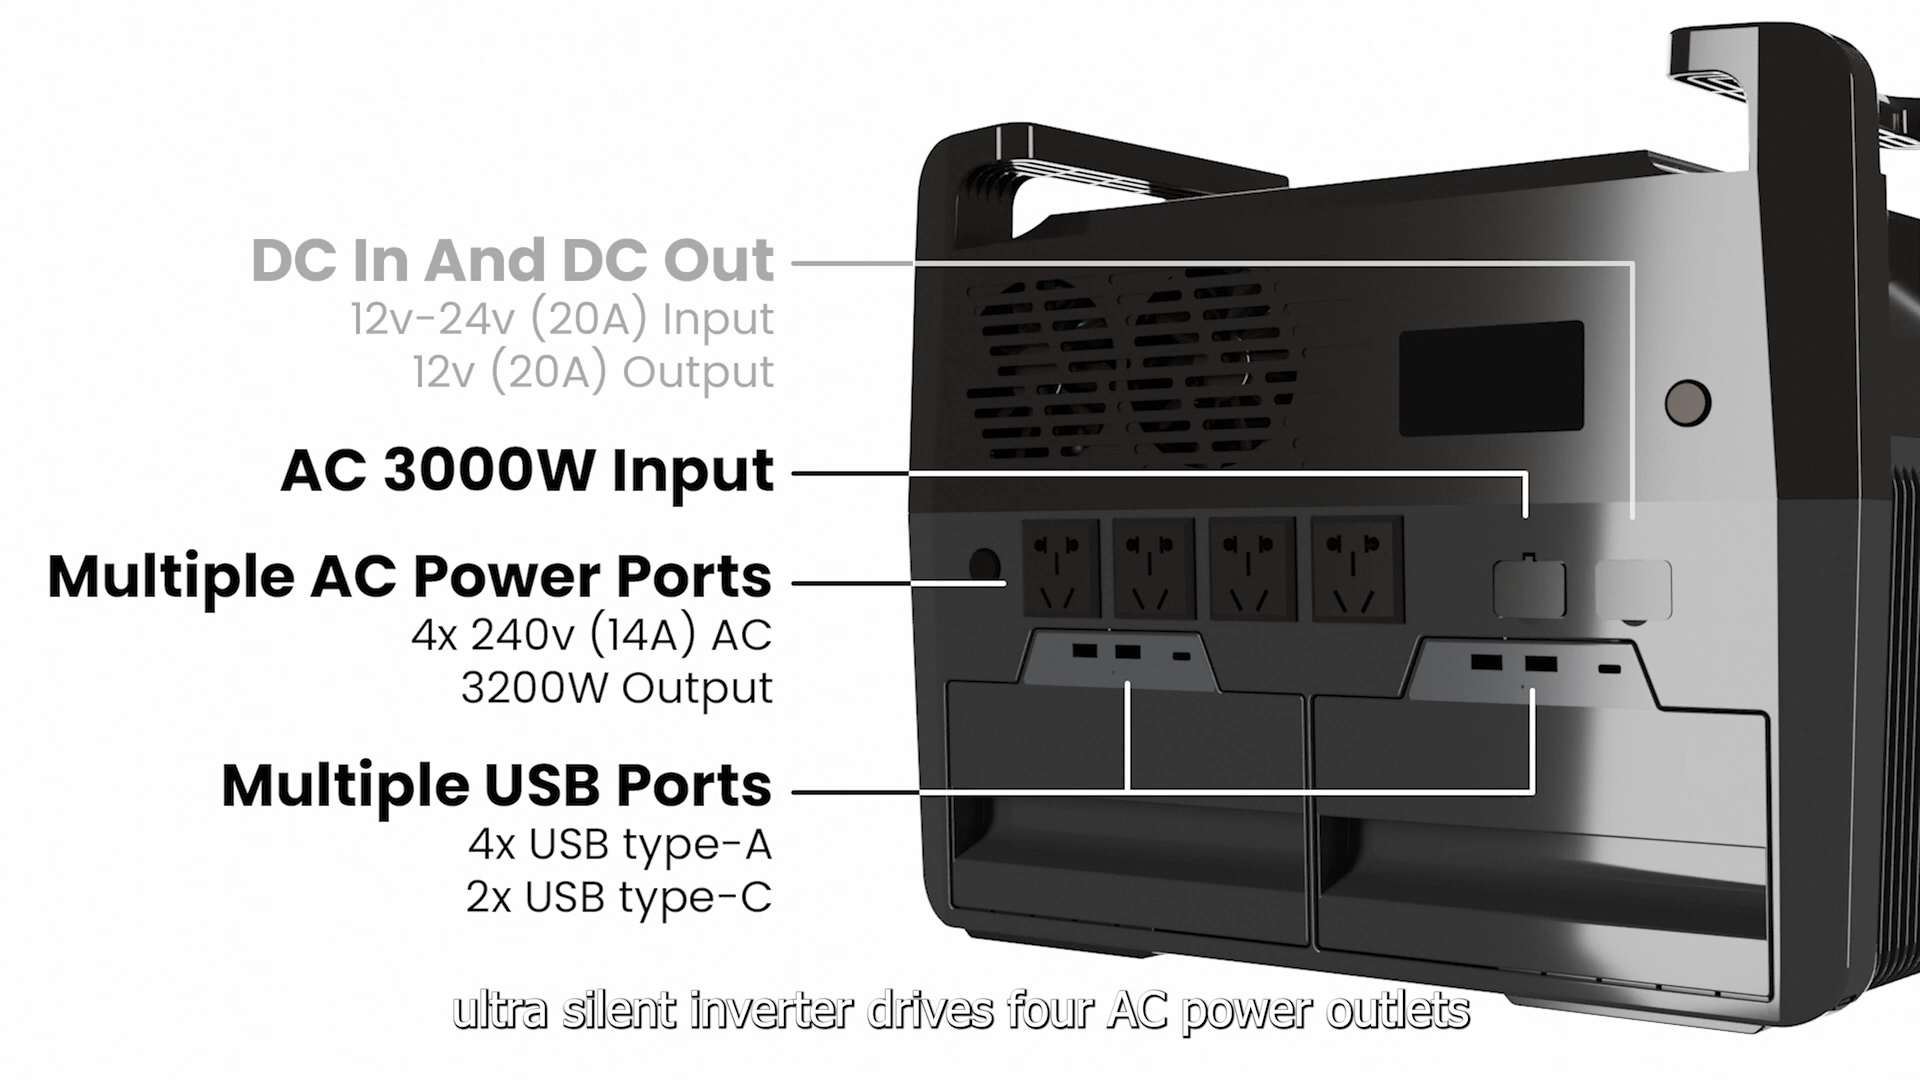 DC In And DC Out
12v-24v (20A) Input
12v (20A) Output
AC 3000W Input
Multiple AC Power Ports
4x 240v (14A) AC
3200W Output
Multiple USB Ports
4x USB type-A
2x USB type-C
ultra silent inverter drives four AC power outlets